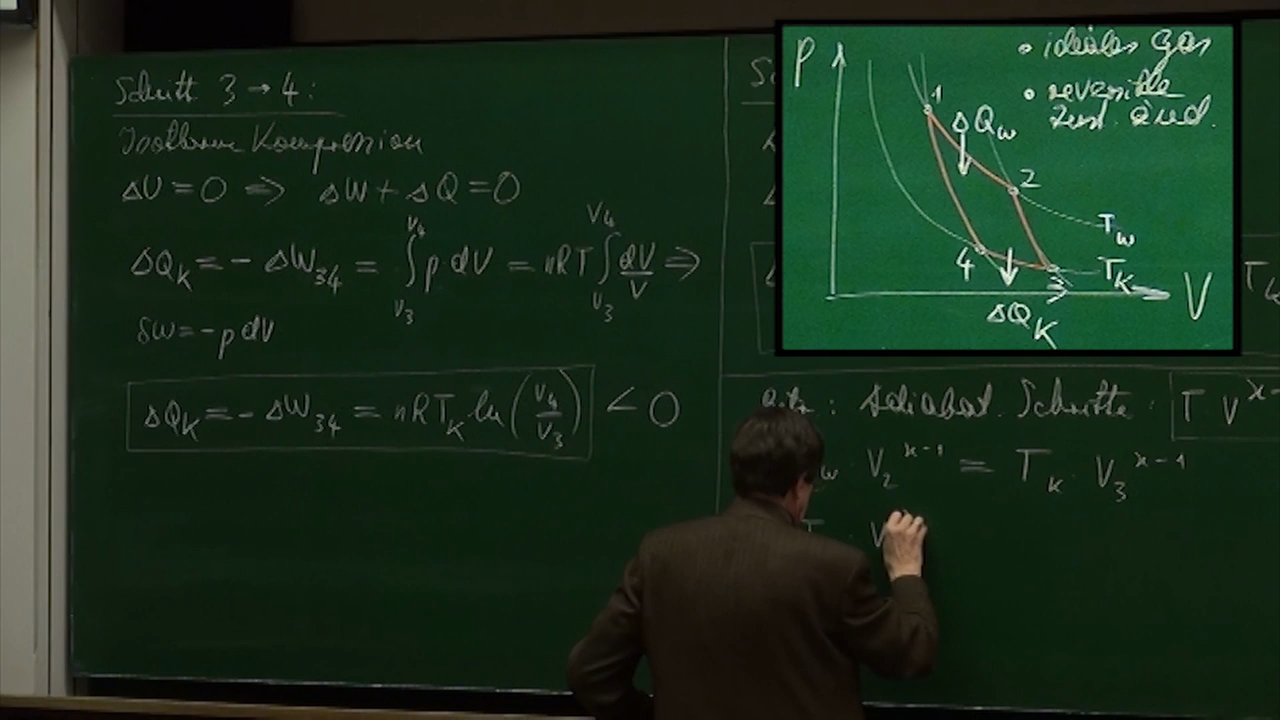 Schritt 3 → 4:
Isotherme Kompression
ΔU = 0 ⇒ ΔW + ΔQ = 0
ΔQ_K = - ΔW_34 = ∫_{V_3}^{V_4} p dV = nRT ∫_{V_3}^{V_4} dV/V ⇒
δW = - p dV
ΔQ_K = - ΔW_34 = nRT_K ln(V_4/V_3) < 0
P
• ideales Gas
• reversible
Zust. änd.
1
ΔQ_W
2
T_W
4
3
T_K
V
ΔQ_K
: Adiabat. Schritte: T V^{ϰ-
_W · V_2^{ϰ-1} = T_K · V_3^{ϰ-1}
T · V